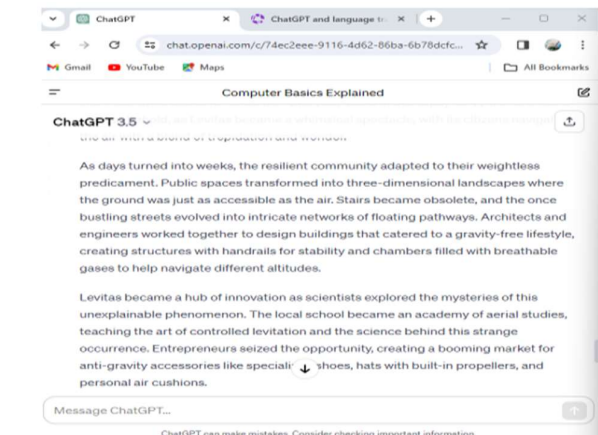 ChatGPT
ChatGPT and language tr
chat.openai.com/c/74ec2eee-9116-4d62-86ba-6b78dcfc...
Gmail YouTube Maps All Bookmarks
Computer Basics Explained
ChatGPT 3.5
the air with a blend of trepidation and wonder.
As days turned into weeks, the resilient community adapted to their weightless
predicament. Public spaces transformed into three-dimensional landscapes where
the ground was just as accessible as the air. Stairs became obsolete, and the once
bustling streets evolved into intricate networks of floating pathways. Architects and
engineers worked together to design buildings that catered to a gravity-free lifestyle,
creating structures with handrails for stability and chambers filled with breathable
gases to help navigate different altitudes.
Levitas became a hub of innovation as scientists explored the mysteries of this
unexplainable phenomenon. The local school became an academy of aerial studies,
teaching the art of controlled levitation and the science behind this strange
occurrence. Entrepreneurs seized the opportunity, creating a booming market for
anti-gravity accessories like speciali shoes, hats with built-in propellers, and
personal air cushions.
Message ChatGPT...
ChatGPT can make mistakes. Consider checking important information.